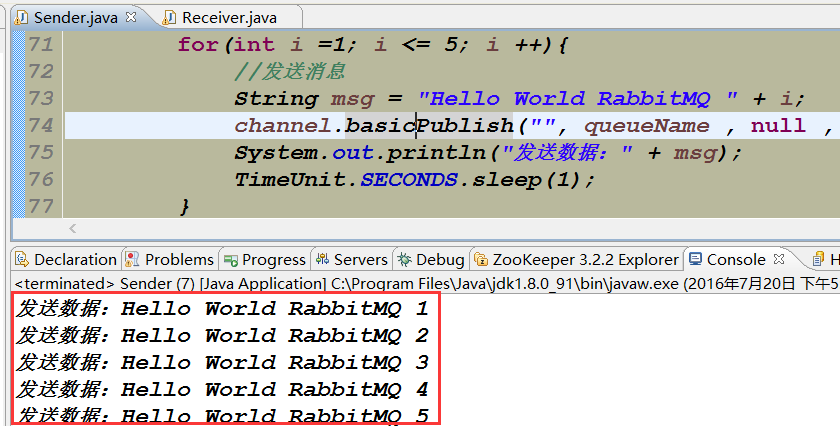 Sender.java Receiver.java
71 for(int i =1; i <= 5; i ++){
72 //发送消息
73 String msg = "Hello World RabbitMQ " + i;
74 channel.basicPublish("", queueName , null ,
75 System.out.println("发送数据：" + msg);
76 TimeUnit.SECONDS.sleep(1);
77 }
Declaration Problems Progress Servers Debug ZooKeeper 3.2.2 Explorer Console H
<terminated> Sender (7) [Java Application] C:\Program Files\Java\jdk1.8.0_91\bin\javaw.exe (2016年7月20日 下午5
发送数据：Hello World RabbitMQ 1
发送数据：Hello World RabbitMQ 2
发送数据：Hello World RabbitMQ 3
发送数据：Hello World RabbitMQ 4
发送数据：Hello World RabbitMQ 5